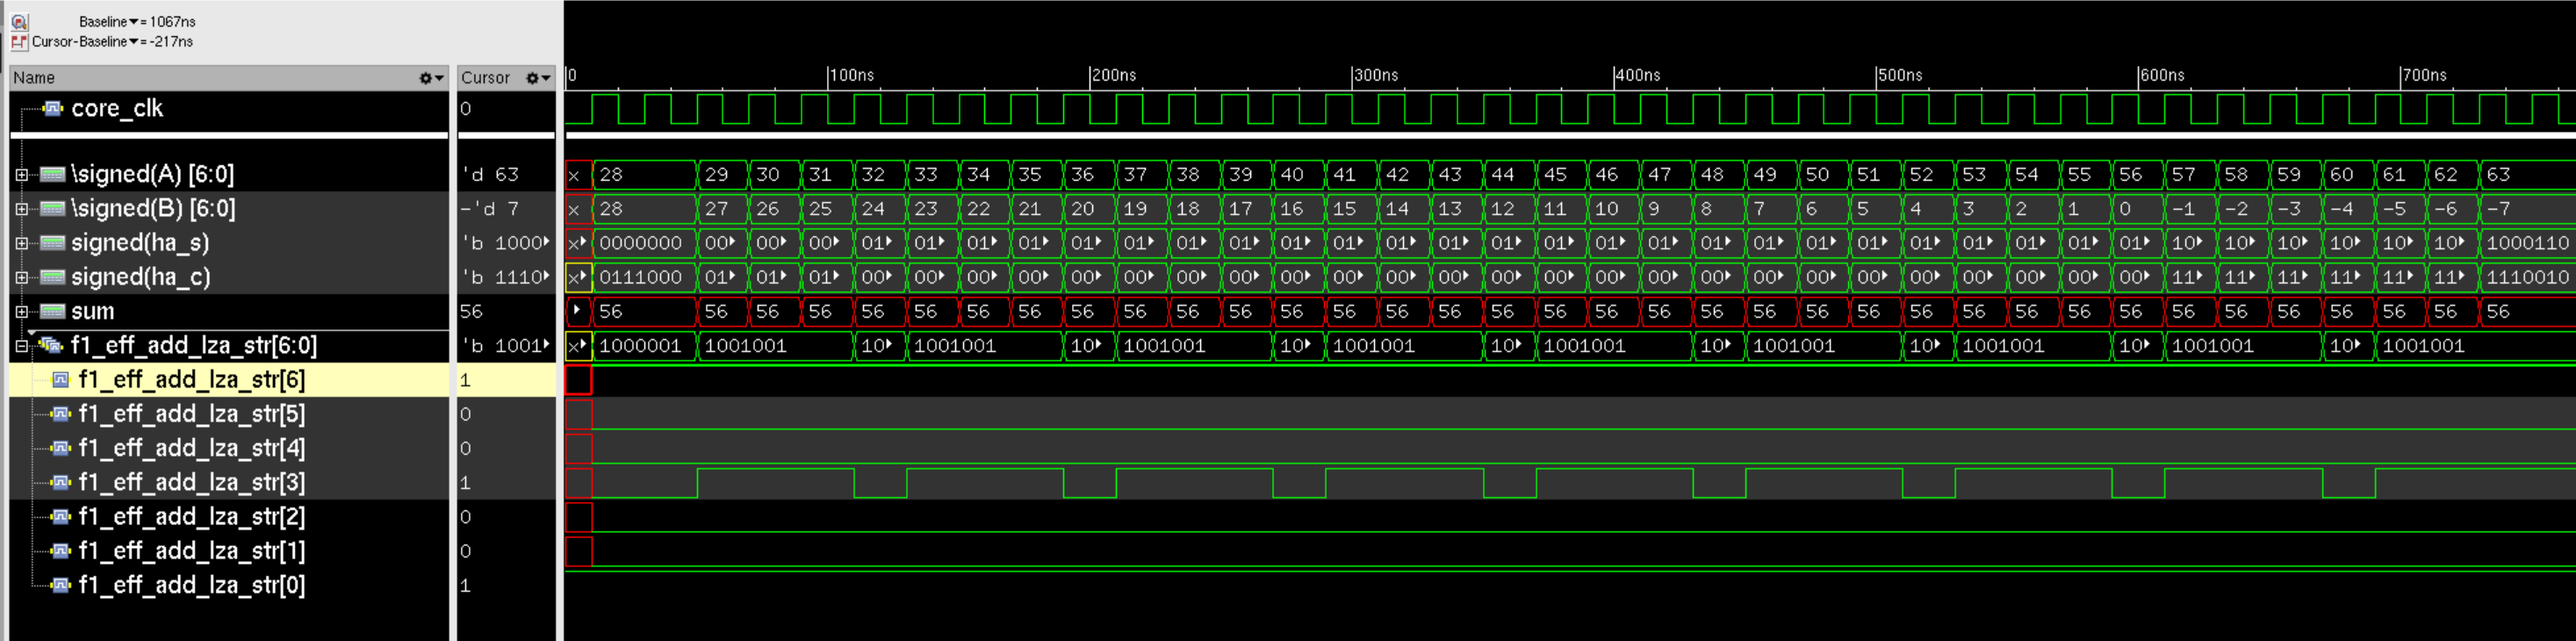 Baseline▾= 1067ns
Cursor-Baseline▾= -217ns
Name Cursor 0 100ns 200ns 300ns 400ns 500ns 600ns 700ns
core_clk 0
\signed(A) [6:0] 'd 63 x 28 29 30 31 32 33 34 35 36 37 38 39 40 41 42 43 44 45 46 47 48 49 50 51 52 53 54 55 56 57 58 59 60 61 62 63
\signed(B) [6:0] -'d 7 x 28 27 26 25 24 23 22 21 20 19 18 17 16 15 14 13 12 11 10 9 8 7 6 5 4 3 2 1 0 -1 -2 -3 -4 -5 -6 -7
signed(ha_s) 'b 1000▸ x▸ 0000000 00▸ 00▸ 00▸ 01▸ 01▸ 01▸ 01▸ 01▸ 01▸ 01▸ 01▸ 01▸ 01▸ 01▸ 01▸ 01▸ 01▸ 01▸ 01▸ 01▸ 01▸ 01▸ 01▸ 01▸ 01▸ 01▸ 01▸ 01▸ 10▸ 10▸ 10▸ 10▸ 10▸ 10▸ 1000110
signed(ha_c) 'b 1110▸ x▸ 0111000 01▸ 01▸ 01▸ 00▸ 00▸ 00▸ 00▸ 00▸ 00▸ 00▸ 00▸ 00▸ 00▸ 00▸ 00▸ 00▸ 00▸ 00▸ 00▸ 00▸ 00▸ 00▸ 00▸ 00▸ 00▸ 00▸ 00▸ 00▸ 11▸ 11▸ 11▸ 11▸ 11▸ 11▸ 1110010
sum 56 ▸ 56 56 56 56 56 56 56 56 56 56 56 56 56 56 56 56 56 56 56 56 56 56 56 56 56 56 56 56 56 56 56 56 56 56 56 56
f1_eff_add_lza_str[6:0] 'b 1001▸ x▸ 1000001 1001001 10▸ 1001001 10▸ 1001001 10▸ 1001001 10▸ 1001001 10▸ 1001001 10▸ 1001001 10▸ 1001001 10▸ 1001001
f1_eff_add_lza_str[6] 1
f1_eff_add_lza_str[5] 0
f1_eff_add_lza_str[4] 0
f1_eff_add_lza_str[3] 1
f1_eff_add_lza_str[2] 0
f1_eff_add_lza_str[1] 0
f1_eff_add_lza_str[0] 1